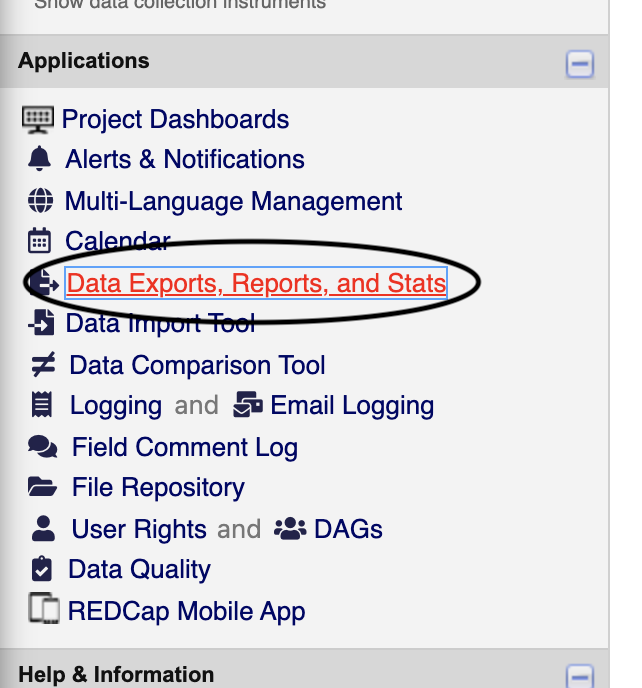 Show data collection instruments
Applications
Project Dashboards
Alerts & Notifications
Multi-Language Management
Calendar
Data Exports, Reports, and Stats
Data Import Tool
Data Comparison Tool
Logging and Email Logging
Field Comment Log
File Repository
User Rights and DAGs
Data Quality
REDCap Mobile App
Help & Information